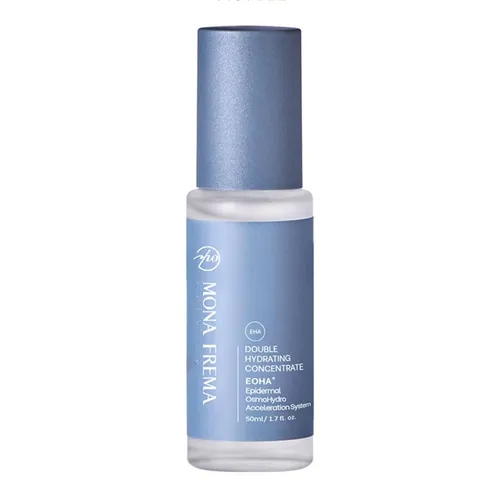 MONA FREMA
EHA
DOUBLE
HYDRATING
CONCENTRATE
EOHA+
Epidermal
OsmoHydro
Acceleration System
50ml/ 1.7 fl. oz.